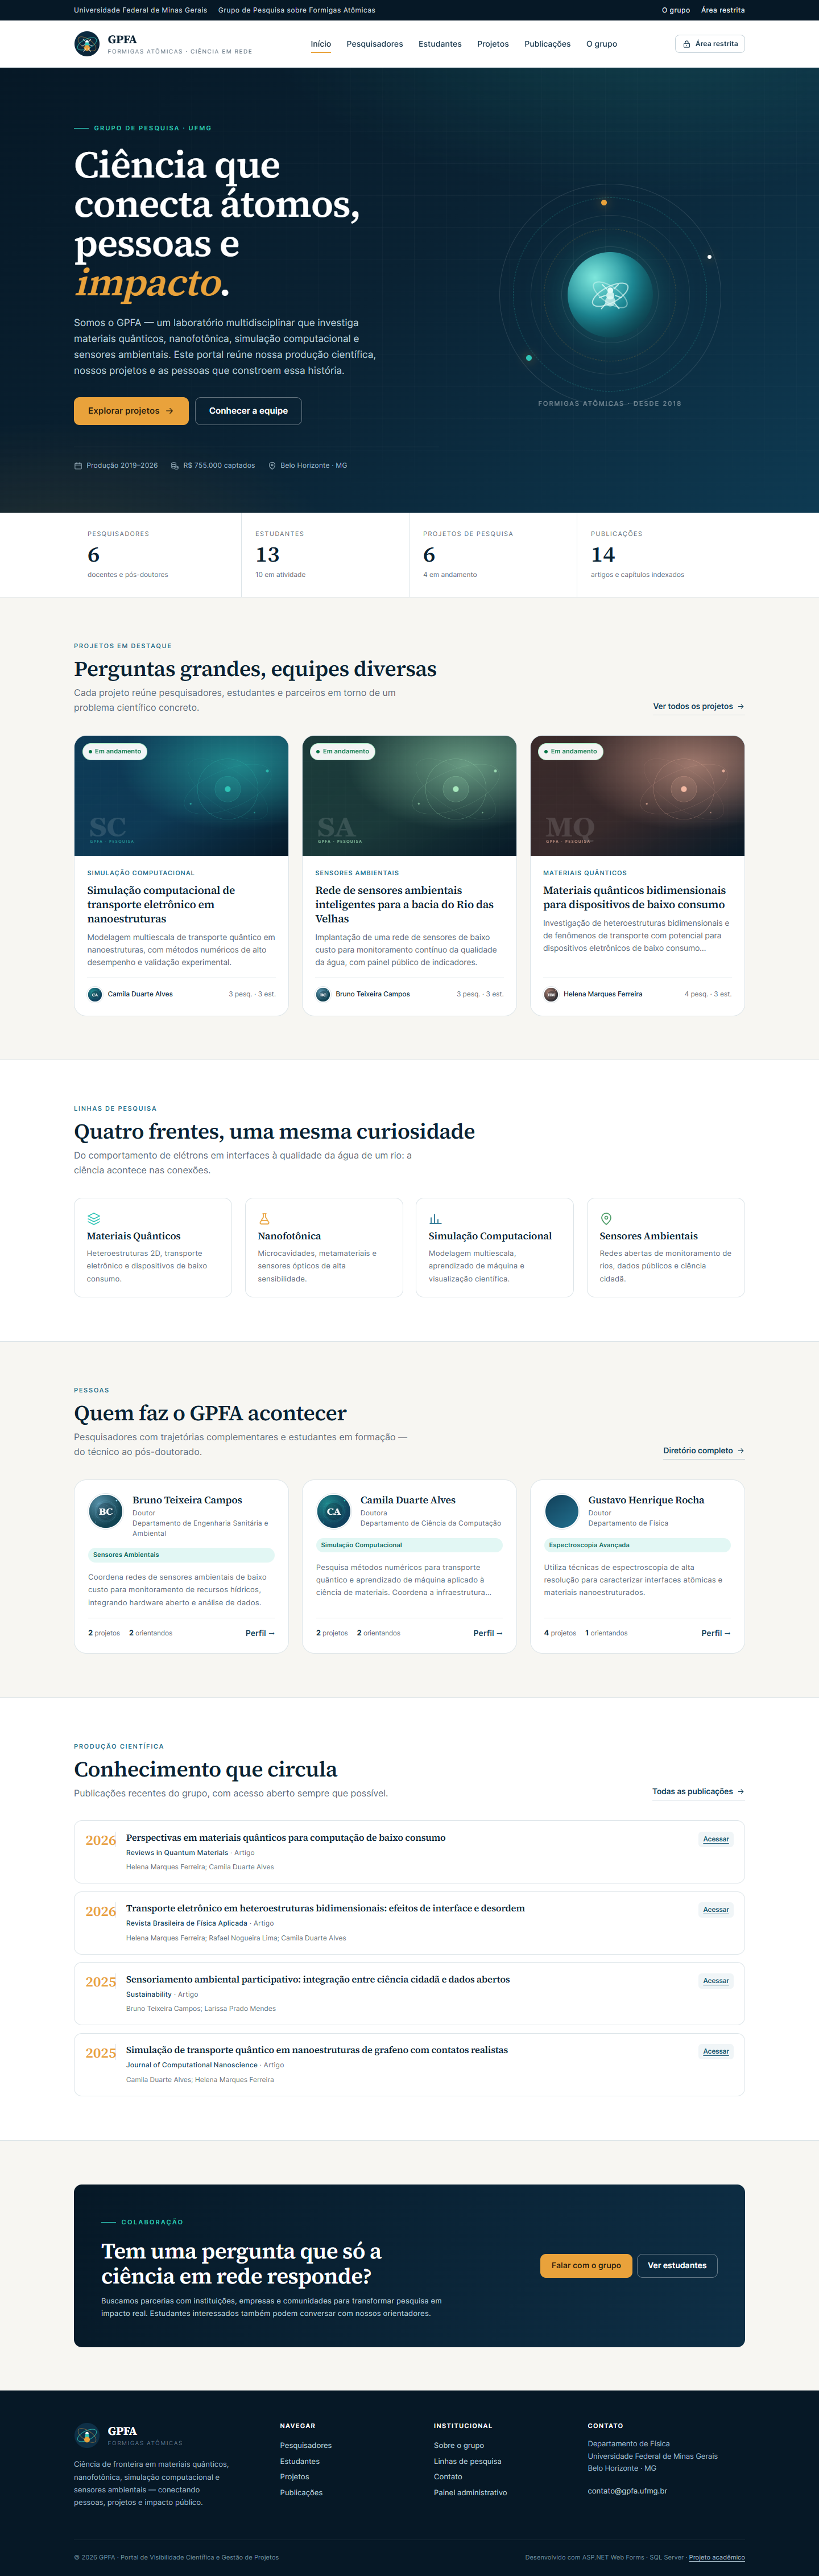 Universidade Federal de Minas Gerais Grupo de Pesquisa sobre Formigas Atômicas O grupo Área restrita
GPFA
FORMIGAS ATÔMICAS · CIÊNCIA EM REDE
Início Pesquisadores Estudantes Projetos Publicações O grupo
Área restrita
GRUPO DE PESQUISA · UFMG
Ciência que
conecta átomos,
pessoas e
impacto.
Somos o GPFA — um laboratório multidisciplinar que investiga
materiais quânticos, nanofotônica, simulação computacional e
sensores ambientais. Este portal reúne nossa produção científica,
nossos projetos e as pessoas que constroem essa história.
Explorar projetos →
Conhecer a equipe
Produção 2019–2026 R$ 755.000 captados Belo Horizonte · MG
FORMIGAS ATÔMICAS · DESDE 2018
PESQUISADORES
6
docentes e pós-doutores
ESTUDANTES
13
10 em atividade
PROJETOS DE PESQUISA
6
4 em andamento
PUBLICAÇÕES
14
artigos e capítulos indexados
PROJETOS EM DESTAQUE
Perguntas grandes, equipes diversas
Cada projeto reúne pesquisadores, estudantes e parceiros em torno de um
problema científico concreto.
Ver todos os projetos →
Em andamento
SC
GPFA · PESQUISA
SIMULAÇÃO COMPUTACIONAL
Simulação computacional de
transporte eletrônico em
nanoestruturas
Modelagem multiescala de transporte quântico em
nanoestruturas, com métodos numéricos de alto
desempenho e validação experimental.
CA
Camila Duarte Alves 3 pesq. · 3 est.
Em andamento
SA
GPFA · PESQUISA
SENSORES AMBIENTAIS
Rede de sensores ambientais
inteligentes para a bacia do Rio das
Velhas
Implantação de uma rede de sensores de baixo
custo para monitoramento contínuo da qualidade
da água, com painel público de indicadores.
BC
Bruno Teixeira Campos 3 pesq. · 3 est.
Em andamento
MQ
GPFA · PESQUISA
MATERIAIS QUÂNTICOS
Materiais quânticos bidimensionais
para dispositivos de baixo consumo
Investigação de heteroestruturas bidimensionais e
de fenômenos de transporte com potencial para
dispositivos eletrônicos de baixo consumo…
Helena Marques Ferreira 4 pesq. · 3 est.
LINHAS DE PESQUISA
Quatro frentes, uma mesma curiosidade
Do comportamento de elétrons em interfaces à qualidade da água de um rio: a
ciência acontece nas conexões.
Materiais Quânticos
Heteroestruturas 2D, transporte
eletrônico e dispositivos de baixo
consumo.
Nanofotônica
Microcavidades, metamateriais e
sensores ópticos de alta
sensibilidade.
Simulação Computacional
Modelagem multiescala,
aprendizado de máquina e
visualização científica.
Sensores Ambientais
Redes abertas de monitoramento de
rios, dados públicos e ciência
cidadã.
PESSOAS
Quem faz o GPFA acontecer
Pesquisadores com trajetórias complementares e estudantes em formação —
do técnico ao pós-doutorado.
Diretório completo →
BC
Bruno Teixeira Campos
Doutor
Departamento de Engenharia Sanitária e
Ambiental
Sensores Ambientais
Coordena redes de sensores ambientais de baixo
custo para monitoramento de recursos hídricos,
integrando hardware aberto e análise de dados.
2 projetos 2 orientandos Perfil →
CA
Camila Duarte Alves
Doutora
Departamento de Ciência da Computação
Simulação Computacional
Pesquisa métodos numéricos para transporte
quântico e aprendizado de máquina aplicado à
ciência de materiais. Coordena a infraestrutura…
2 projetos 2 orientandos Perfil →
Gustavo Henrique Rocha
Doutor
Departamento de Física
Espectroscopia Avançada
Utiliza técnicas de espectroscopia de alta
resolução para caracterizar interfaces atômicas e
materiais nanoestruturados.
4 projetos 1 orientandos Perfil →
PRODUÇÃO CIENTÍFICA
Conhecimento que circula
Publicações recentes do grupo, com acesso aberto sempre que possível.
Todas as publicações →
2026 Perspectivas em materiais quânticos para computação de baixo consumo Acessar
Reviews in Quantum Materials · Artigo
Helena Marques Ferreira; Camila Duarte Alves
2026 Transporte eletrônico em heteroestruturas bidimensionais: efeitos de interface e desordem Acessar
Revista Brasileira de Física Aplicada · Artigo
Helena Marques Ferreira; Rafael Nogueira Lima; Camila Duarte Alves
2025 Sensoriamento ambiental participativo: integração entre ciência cidadã e dados abertos Acessar
Sustainability · Artigo
Bruno Teixeira Campos; Larissa Prado Mendes
2025 Simulação de transporte quântico em nanoestruturas de grafeno com contatos realistas Acessar
Journal of Computational Nanoscience · Artigo
Camila Duarte Alves; Helena Marques Ferreira
COLABORAÇÃO
Tem uma pergunta que só a
ciência em rede responde?
Buscamos parcerias com instituições, empresas e comunidades para transformar pesquisa em
impacto real. Estudantes interessados também podem conversar com nossos orientadores.
Falar com o grupo
Ver estudantes
GPFA
FORMIGAS ATÔMICAS
Ciência de fronteira em materiais quânticos,
nanofotônica, simulação computacional e
sensores ambientais — conectando
pessoas, projetos e impacto público.
NAVEGAR
Pesquisadores
Estudantes
Projetos
Publicações
INSTITUCIONAL
Sobre o grupo
Linhas de pesquisa
Contato
Painel administrativo
CONTATO
Departamento de Física
Universidade Federal de Minas Gerais
Belo Horizonte · MG
contato@gpfa.ufmg.br
© 2026 GPFA · Portal de Visibilidade Científica e Gestão de Projetos
Desenvolvido com ASP.NET Web Forms · SQL Server · Projeto acadêmico